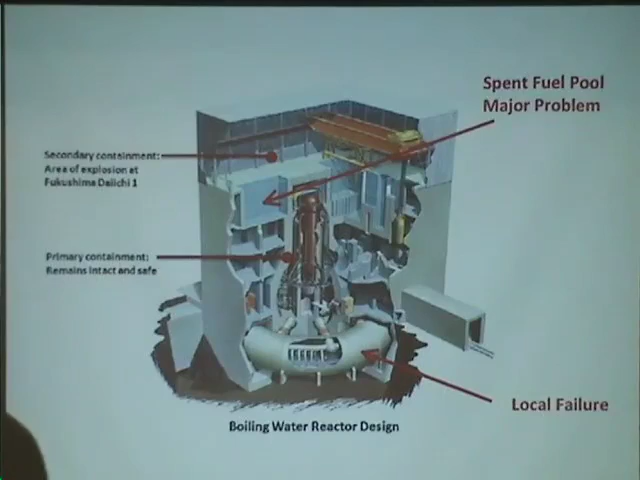 Spent Fuel Pool
Major Problem
Secondary containment:
Area of explosion at
Fukushima Daiichi 1
Primary containment:
Remains intact and safe
Local Failure
Boiling Water Reactor Design